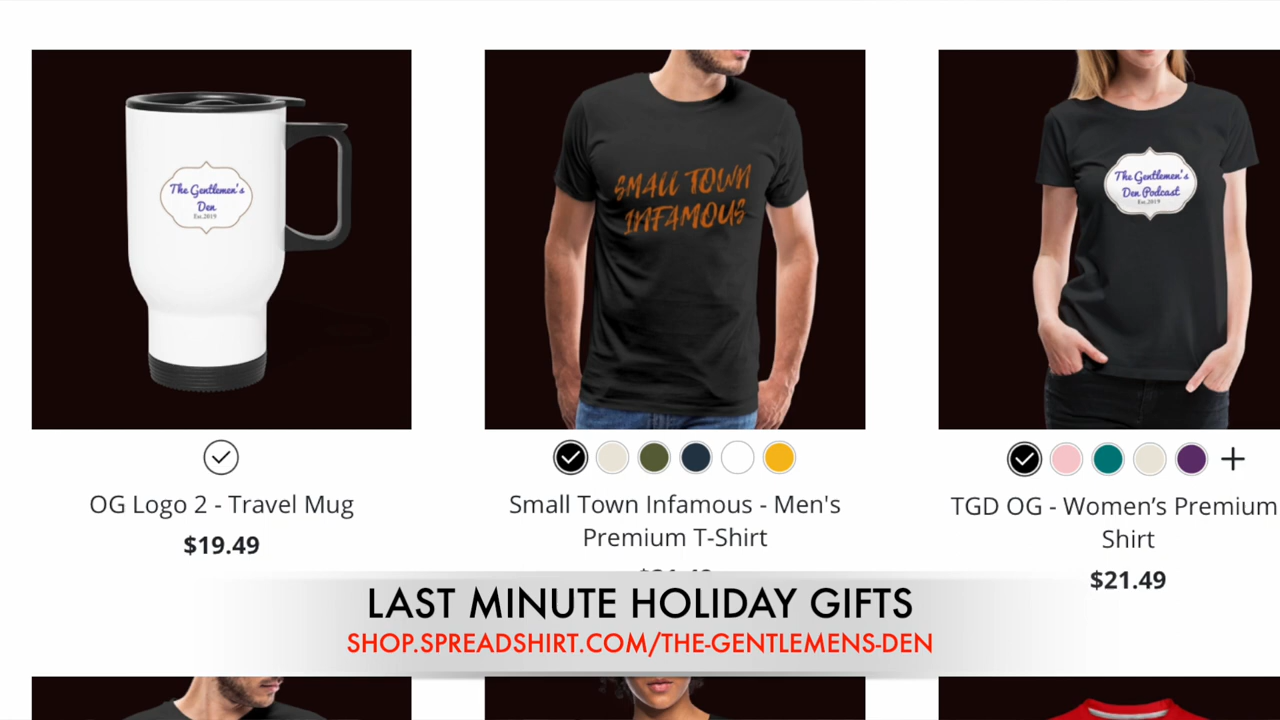 The Gentlemen's
Den
Est.2019
SMALL TOWN
INFAMOUS
The Gentlemen's
Den Podcast
Est.2019
OG Logo 2 - Travel Mug
$19.49
Small Town Infamous - Men's
Premium T-Shirt
TGD OG - Women’s Premium
Shirt
$21.49
LAST MINUTE HOLIDAY GIFTS
SHOP.SPREADSHIRT.COM/THE-GENTLEMENS-DEN